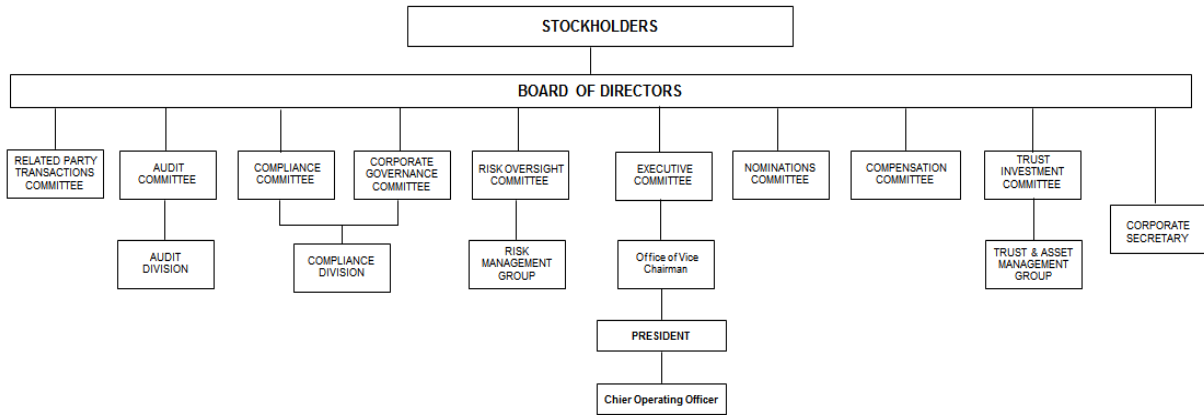 STOCKHOLDERS
BOARD OF DIRECTORS
RELATED PARTY
TRANSACTIONS
COMMITTEE
AUDIT
COMMITTEE
COMPLIANCE
COMMITTEE
CORPORATE
GOVERNANCE
COMMITTEE
RISK OVERSIGHT
COMMITTEE
EXECUTIVE
COMMITTEE
NOMINATIONS
COMMITTEE
COMPENSATION
COMMITTEE
TRUST
INVESTMENT
COMMITTEE
CORPORATE
SECRETARY
AUDIT
DIVISION
COMPLIANCE
DIVISION
RISK
MANAGEMENT
GROUP
Office of Vice
Chairman
TRUST & ASSET
MANAGEMENT
GROUP
PRESIDENT
Chier Operating Officer